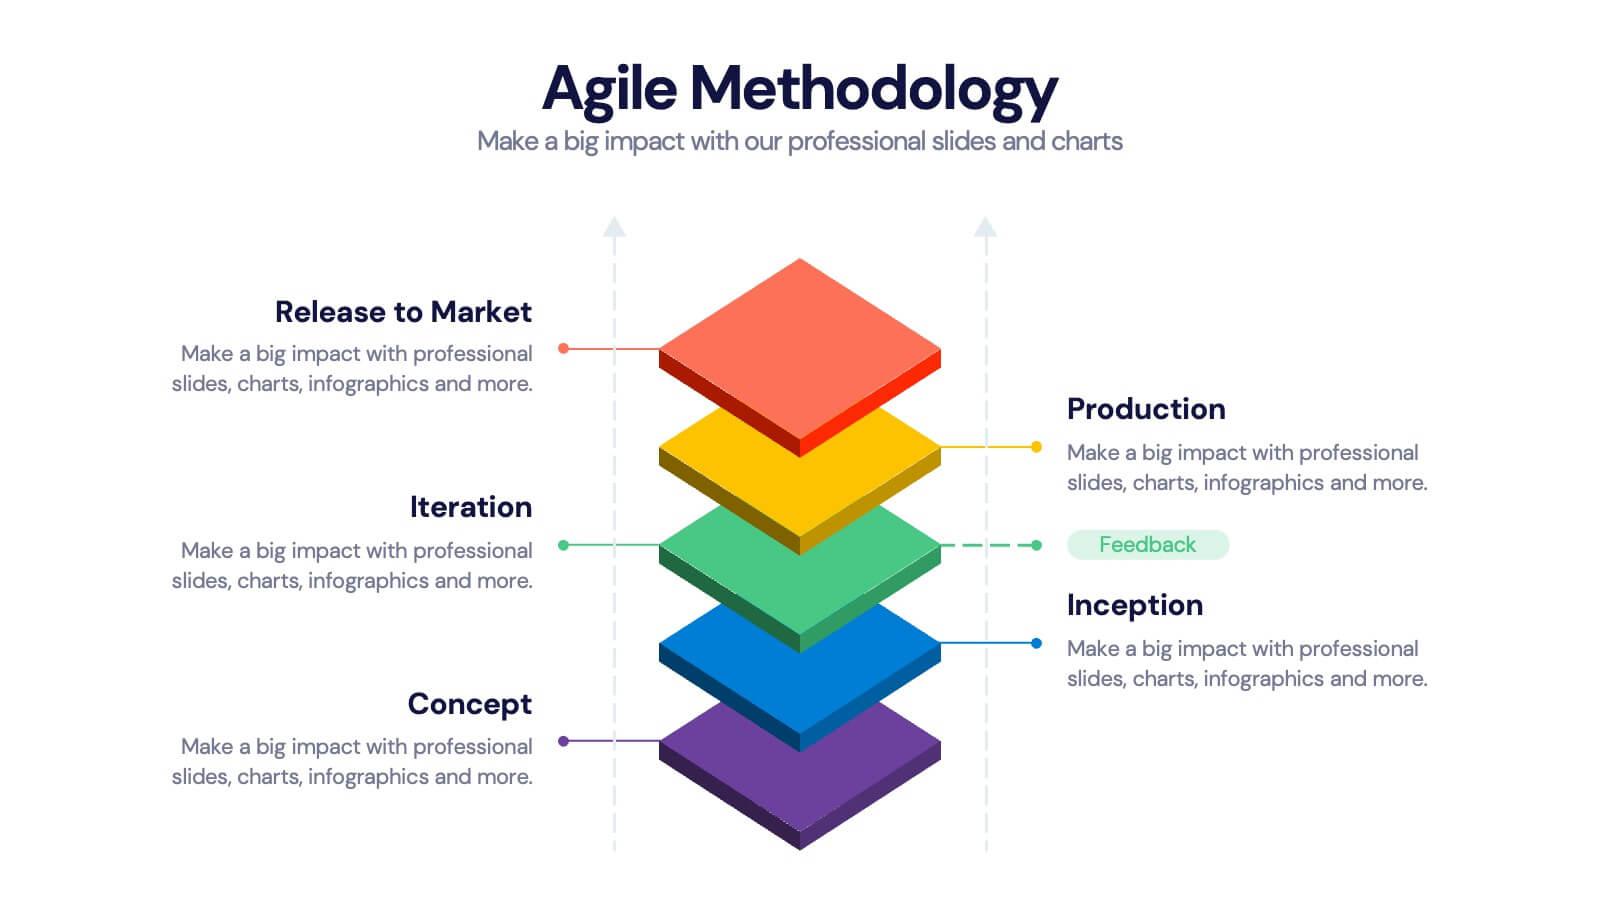 Agile Methodology
Make a big impact with our professional slides and charts
Release to Market
Make a big impact with professional
slides, charts, infographics and more.
Production
Make a big impact with professional
slides, charts, infographics and more.
Iteration
Make a big impact with professional
slides, charts, infographics and more.
Feedback
Inception
Make a big impact with professional
slides, charts, infographics and more.
Concept
Make a big impact with professional
slides, charts, infographics and more.